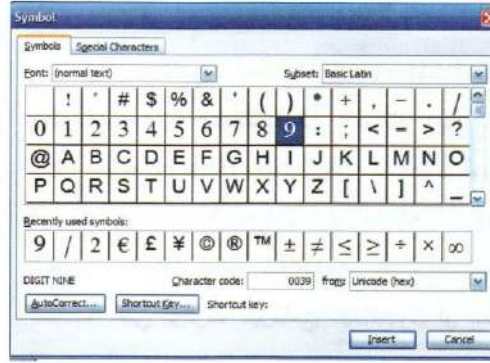 Symbol
Symbols Special Characters
Font: (normal text) Subset: Basic Latin
! " # $ % & ' ( ) * + , - . /
0 1 2 3 4 5 6 7 8 9 : ; < = > ?
@ A B C D E F G H I J K L M N O
P Q R S T U V W X Y Z [ \ ] ^ _
Recently used symbols:
9 / 2 € £ ¥ © ® ™ ± ≠ ≤ ≥ ÷ × ∞
DIGIT NINE Character code: 0039 from: Unicode (hex)
AutoCorrect... Shortcut Key... Shortcut key:
Insert Cancel